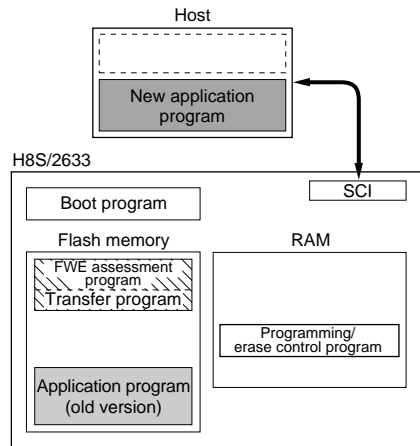 Host
New application
program
H8S/2633
SCI
Boot program
Flash memory
RAM
FWE assessment
program
Transfer program
Programming/
erase control program
Application program
(old version)